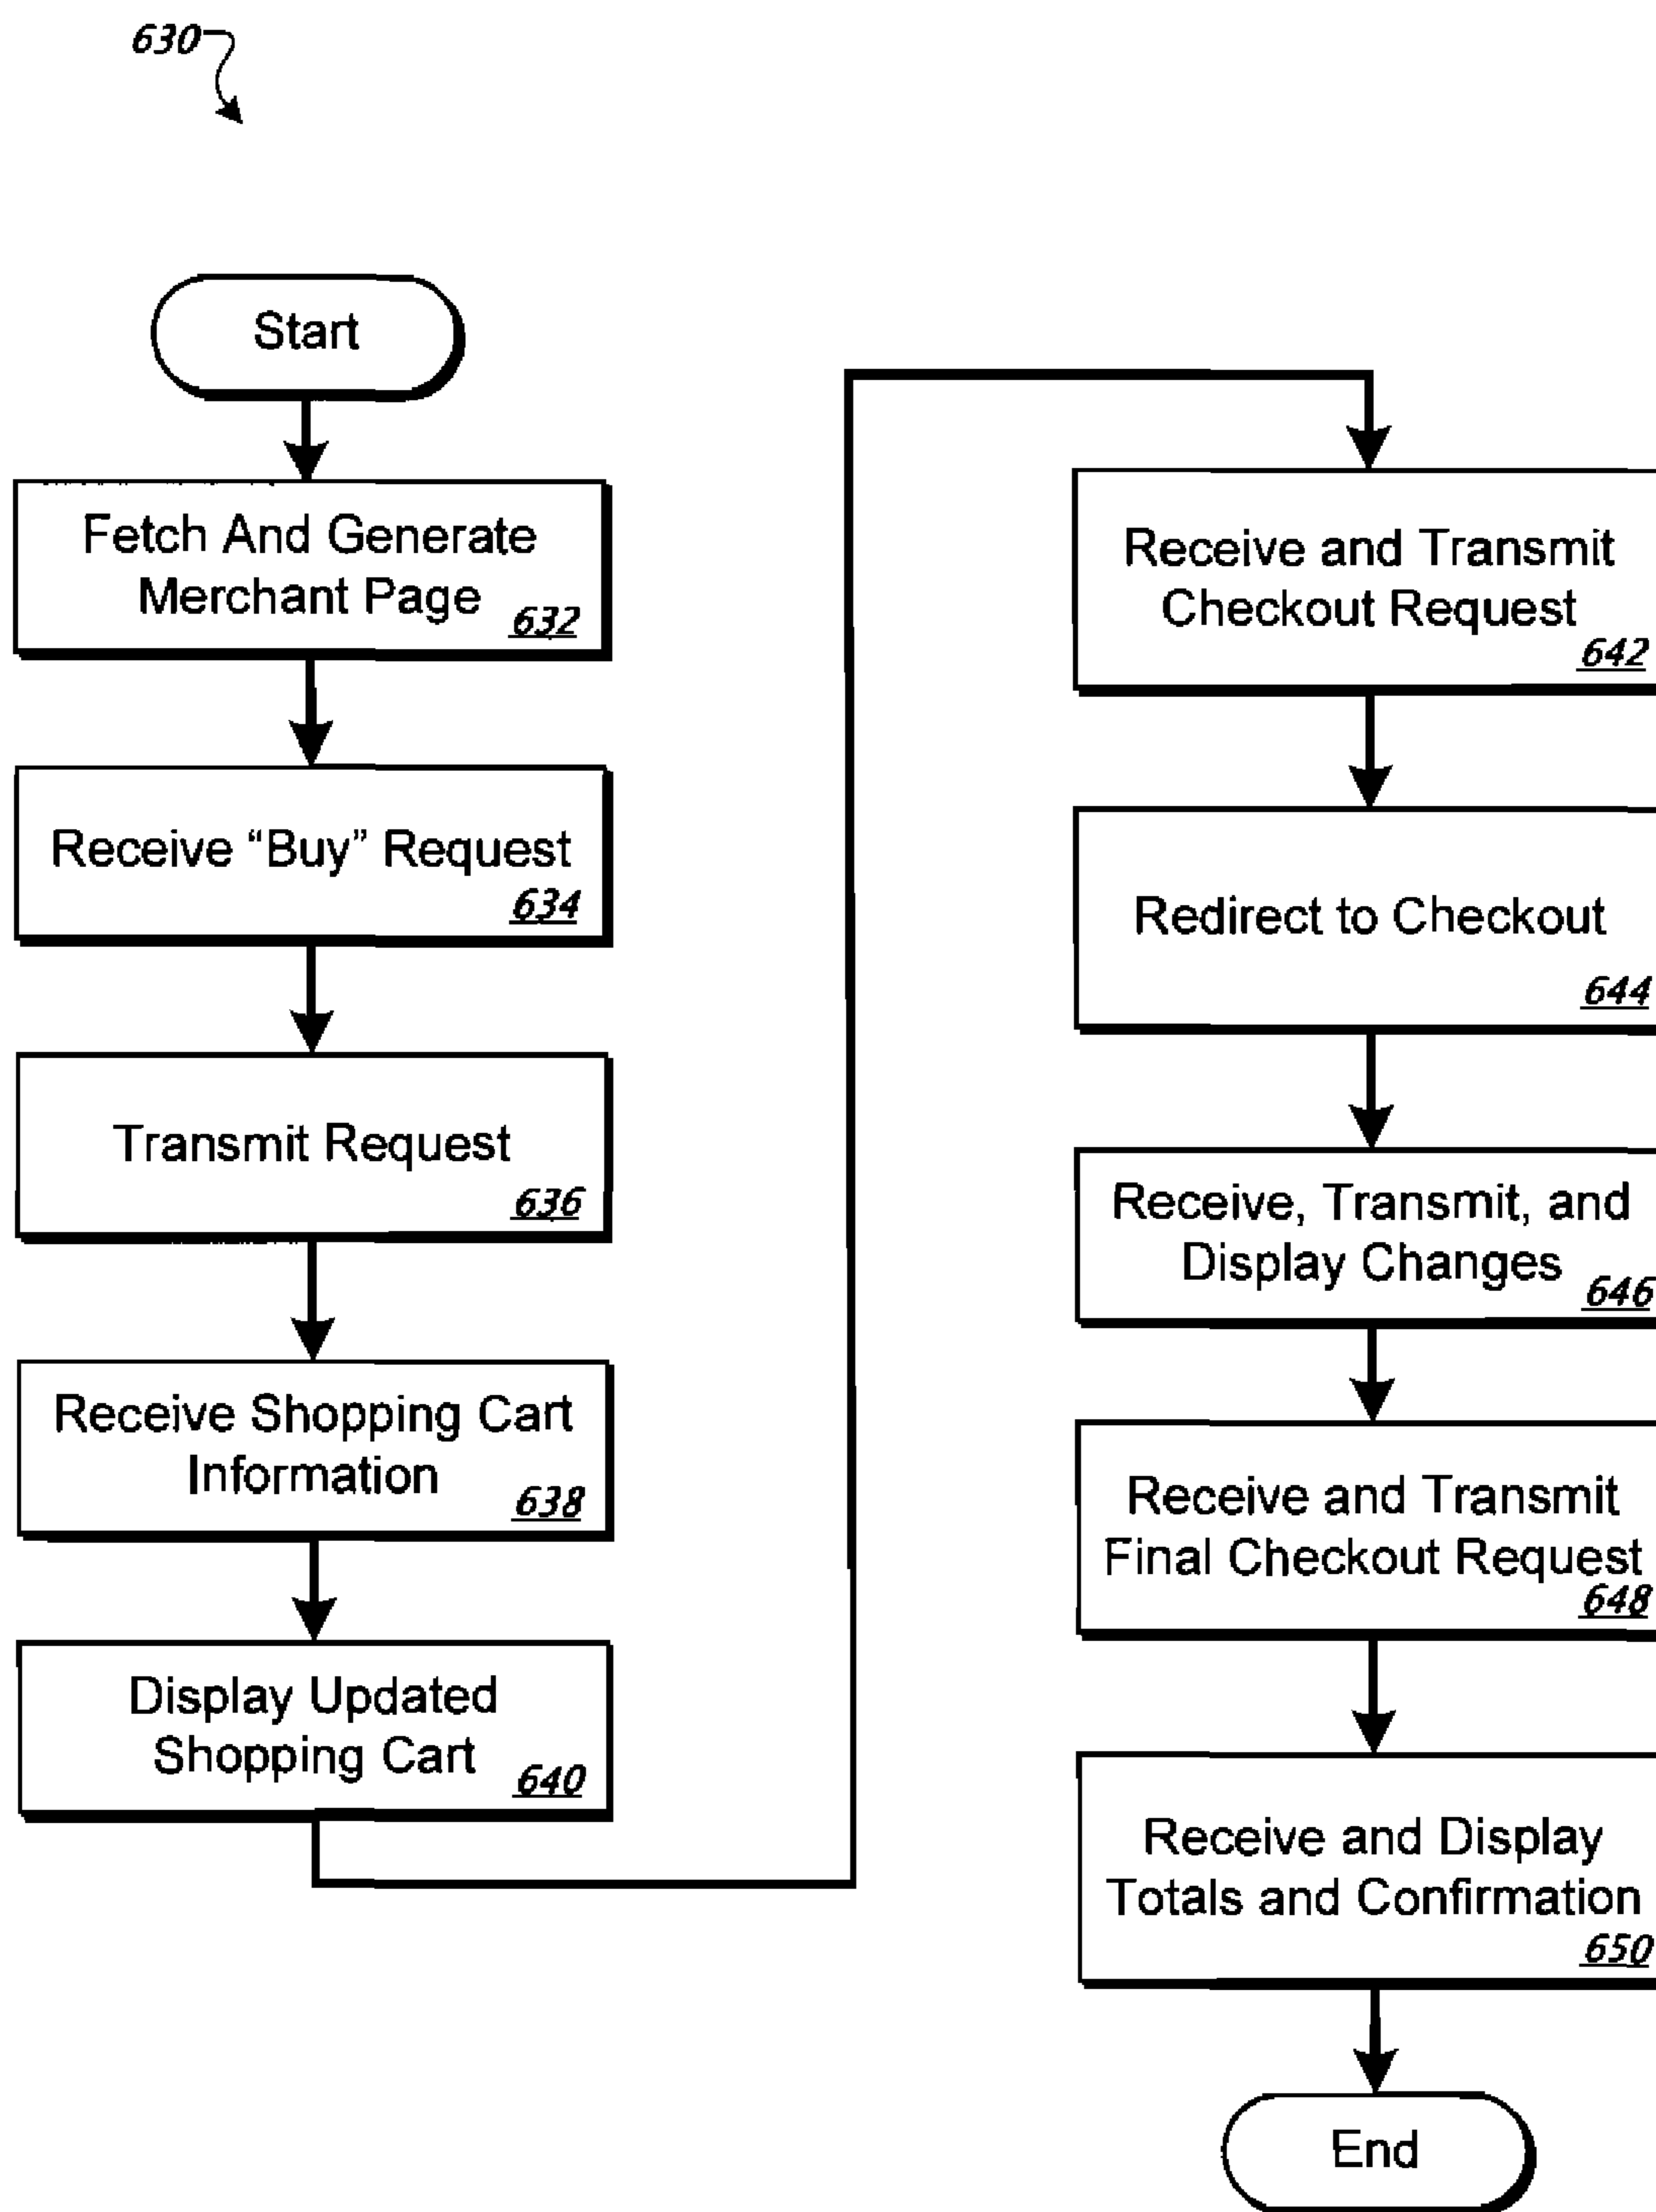 630
Start
Fetch And Generate
Merchant Page
632
Receive “Buy” Request
634
Transmit Request
636
Receive Shopping Cart
Information
638
Display Updated
Shopping Cart
640
Receive and Transmit
Checkout Request
642
Redirect to Checkout
644
Receive, Transmit, and
Display Changes
646
Receive and Transmit
Final Checkout Request
648
Receive and Display
Totals and Confirmation
650
End